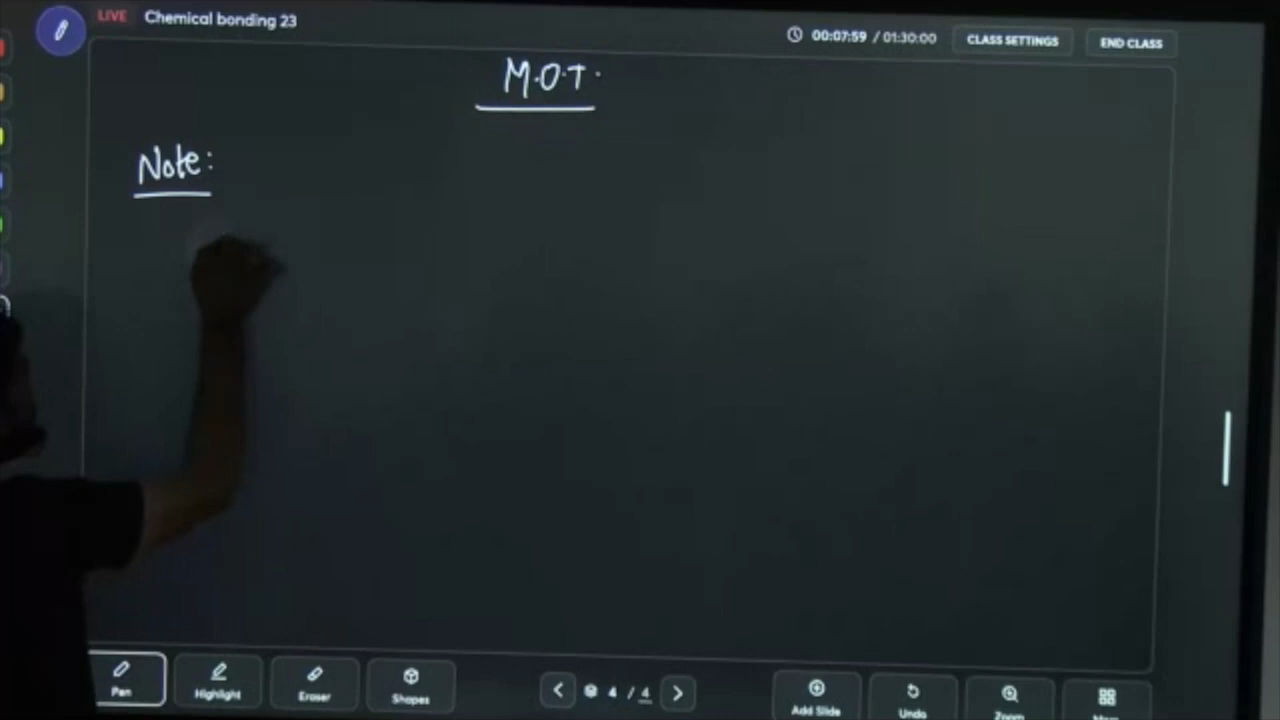 LIVE Chemical bonding 23 00:07:59 / 01:30:00 CLASS SETTINGS END CLASS
M.O.T.
Note:
Pen Highlight Eraser Shapes 4 / 4 Add Slide Undo Zoom